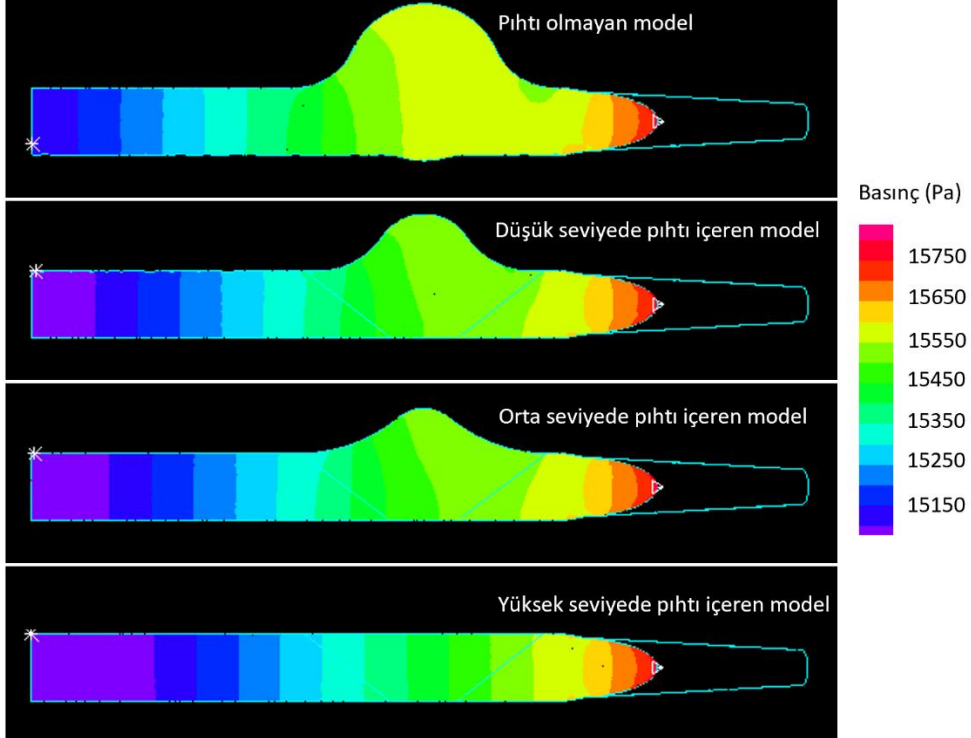 Pıhtı olmayan model
Düşük seviyede pıhtı içeren model
Orta seviyede pıhtı içeren model
Yüksek seviyede pıhtı içeren model
Basınç (Pa)
15750
15650
15550
15450
15350
15250
15150